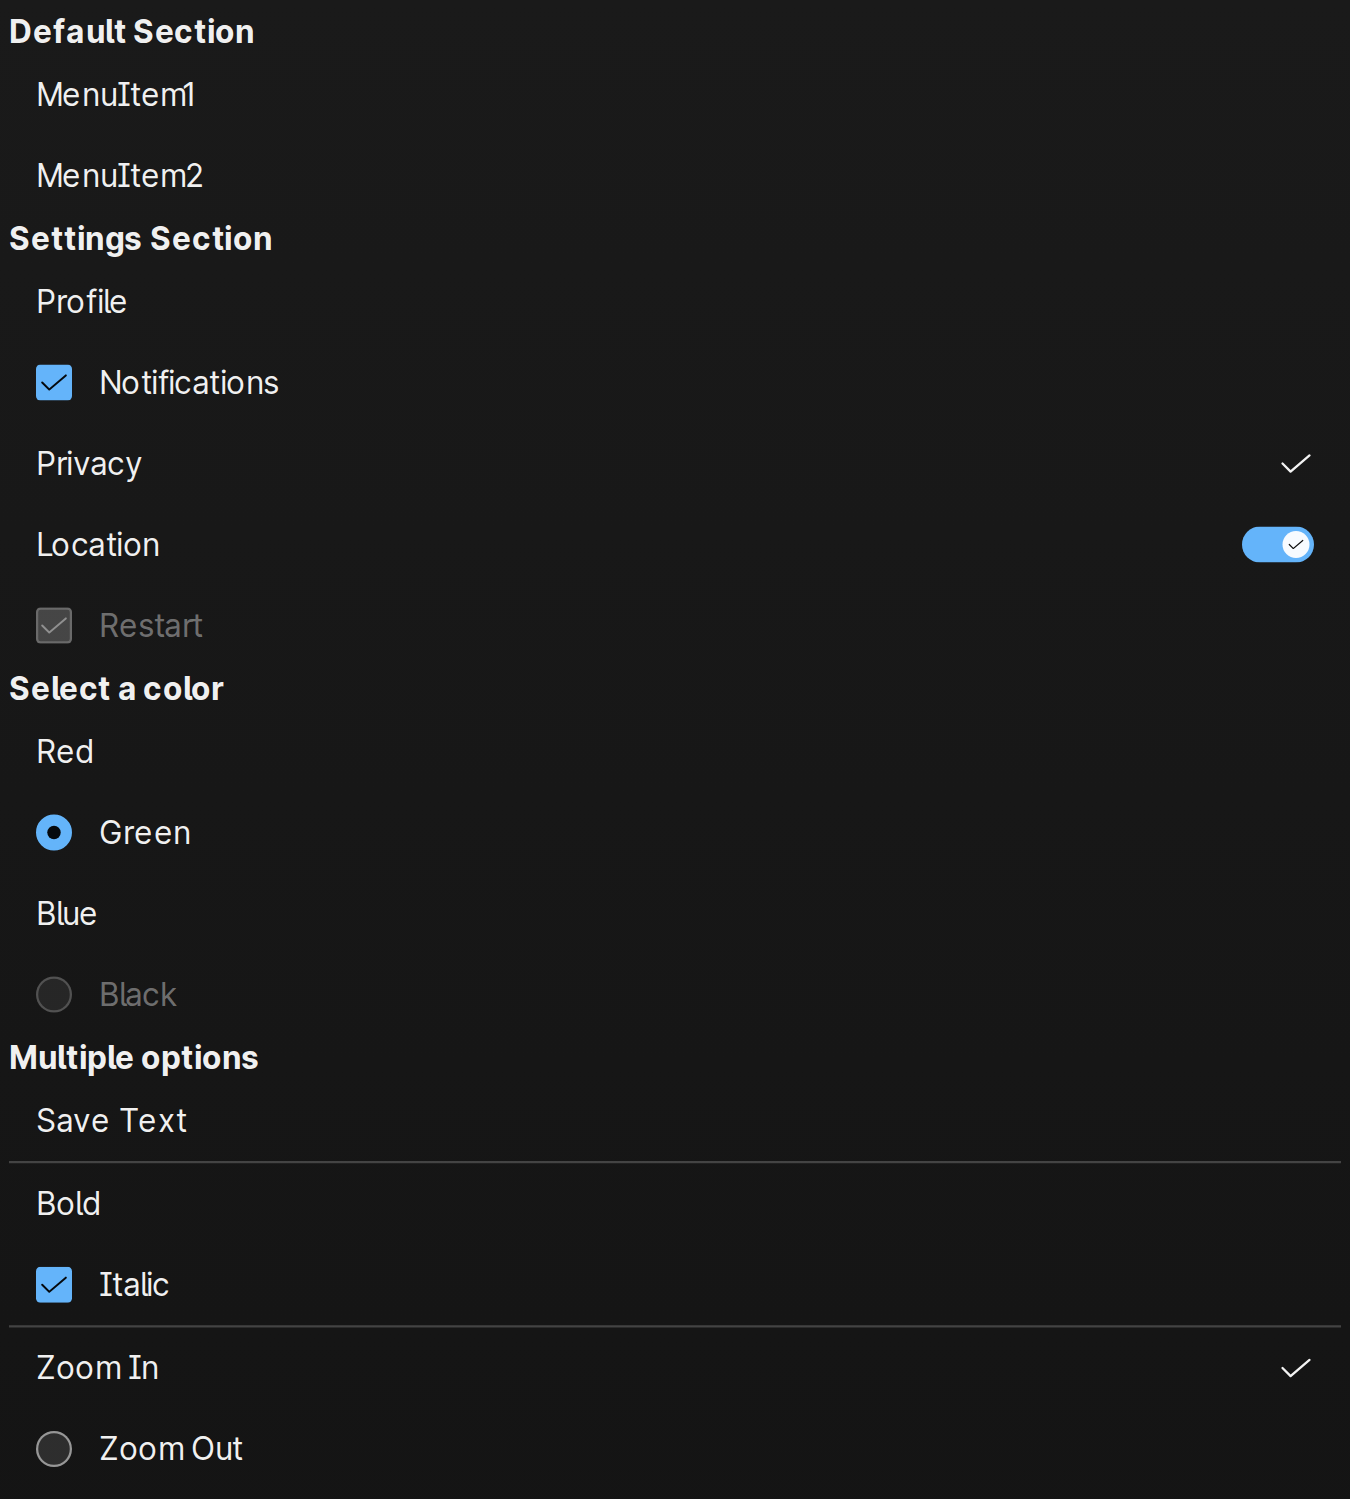 Default Section
MenuItem1
MenuItem2
Settings Section
Profile
Notifications
Privacy
Location
Restart
Select a color
Red
Green
Blue
Black
Multiple options
Save Text
Bold
Italic
Zoom In
Zoom Out